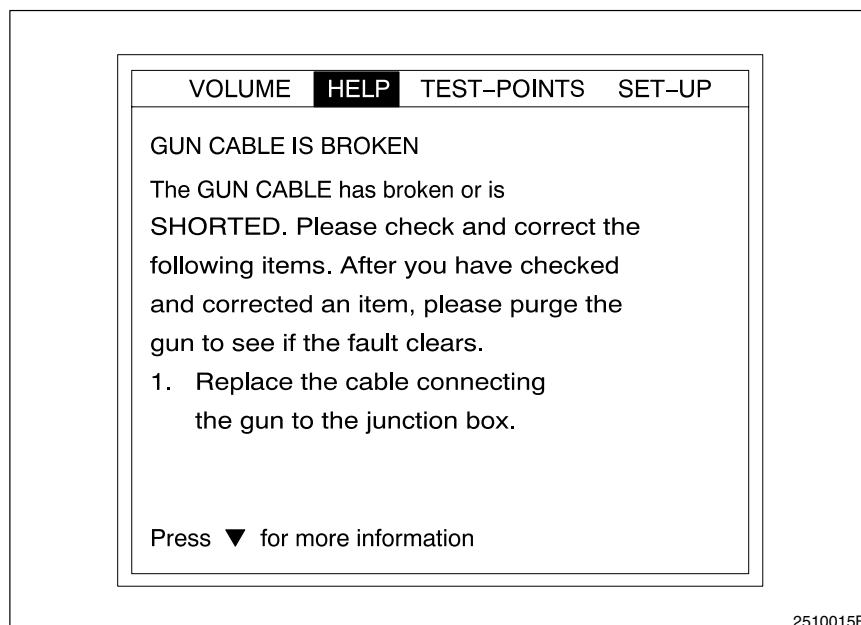 VOLUME HELP TEST–POINTS SET–UP
GUN CABLE IS BROKEN
The GUN CABLE has broken or is
SHORTED. Please check and correct the
following items. After you have checked
and corrected an item, please purge the
gun to see if the fault clears.
1. Replace the cable connecting
the gun to the junction box.
Press ▼ for more information